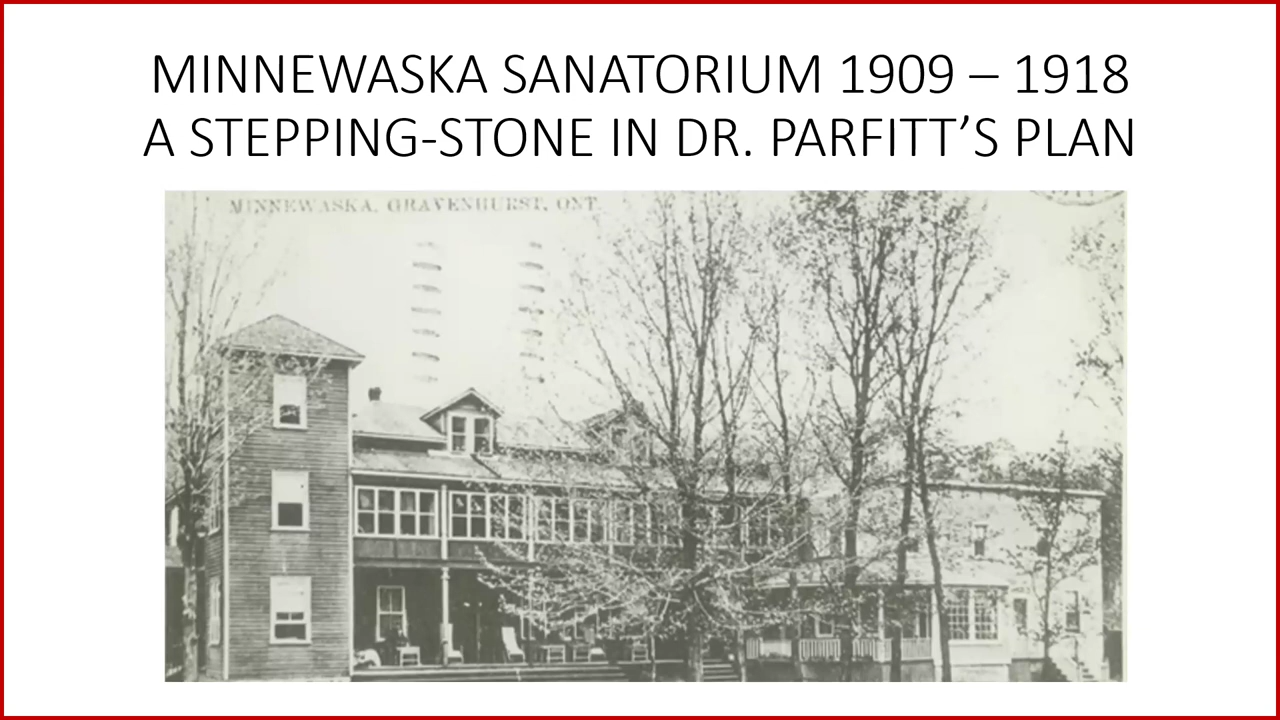 MINNEWASKA SANATORIUM 1909 – 1918
A STEPPING-STONE IN DR. PARFITT’S PLAN
MINNEWASKA, GRAVENHURST, ONT.